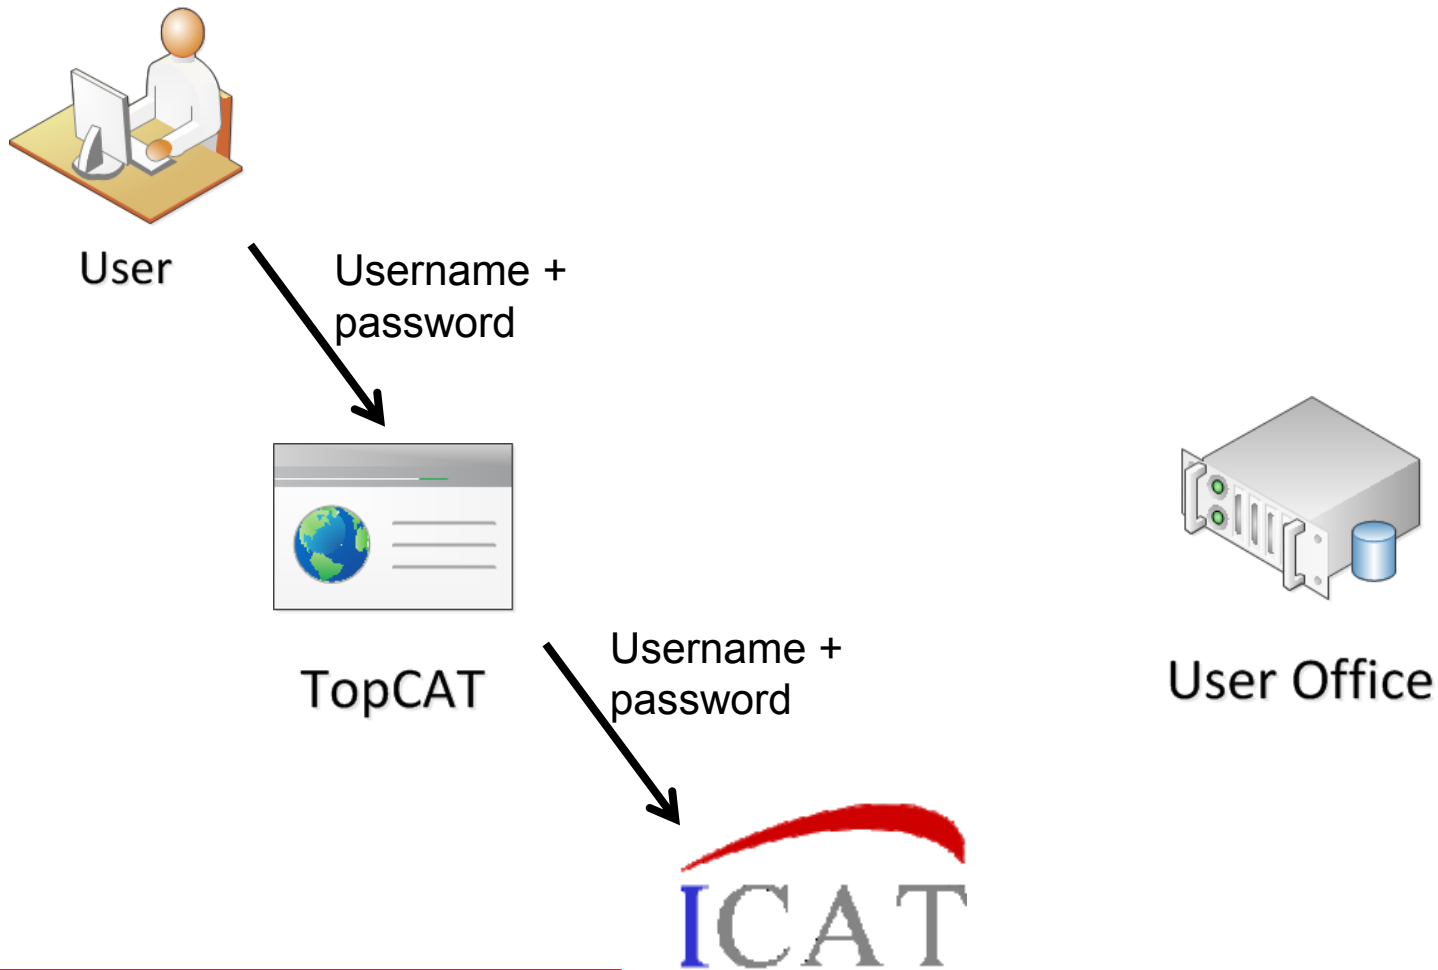 User
Username +
password
TopCAT
Username +
password
User Office
ICAT